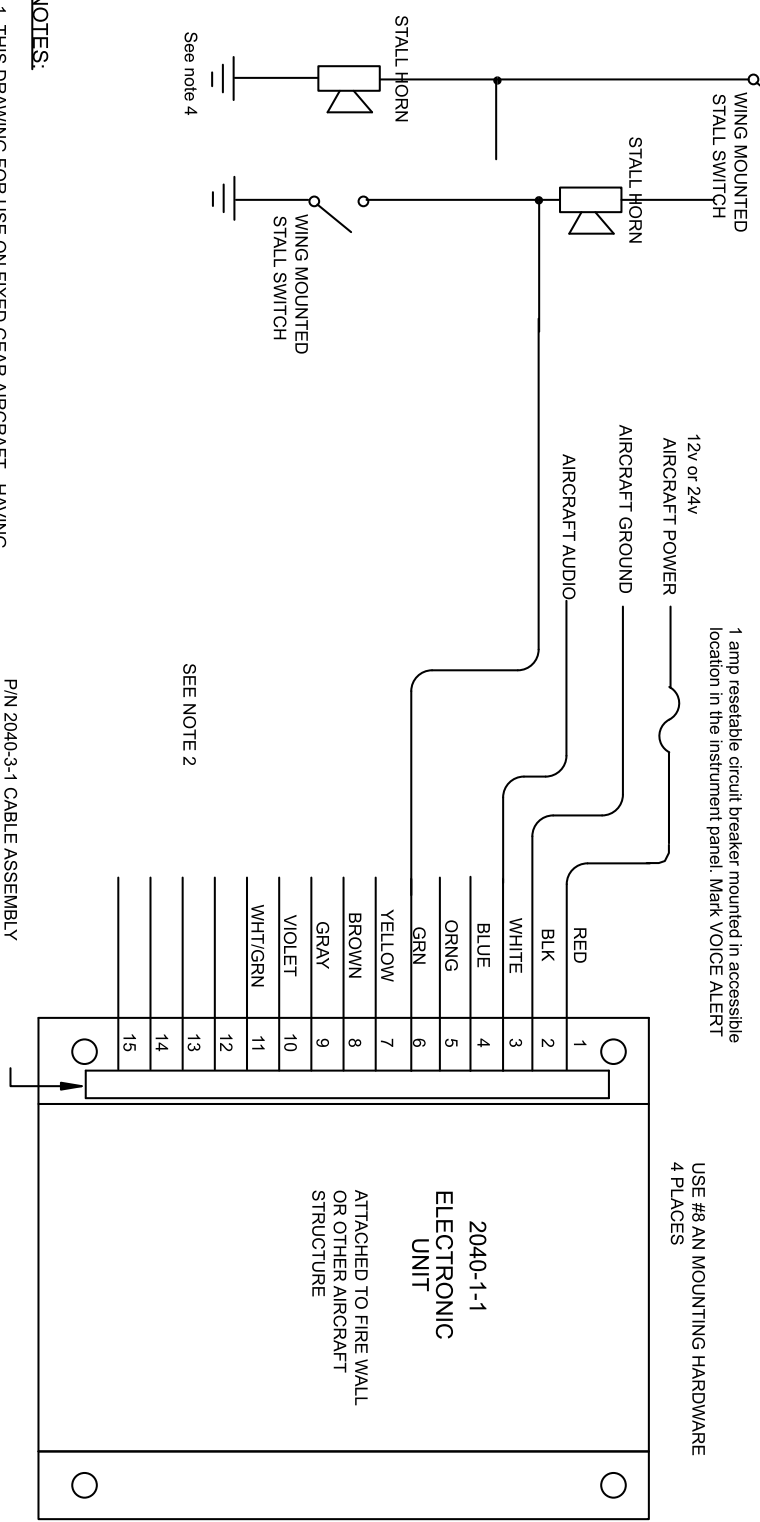 WING MOUNTED
STALL SWITCH
STALL HORN
STALL HORN
See note 4
WING MOUNTED
STALL SWITCH
1 amp resetable circuit breaker mounted in accessible
location in the instrument panel. Mark VOICE ALERT
12v or 24v
AIRCRAFT POWER
AIRCRAFT GROUND
AIRCRAFT AUDIO
SEE NOTE 2
RED
BLK
WHITE
BLUE
ORNG
GRN
YELLOW
BROWN
GRAY
VIOLET
WHT/GRN
1
2
3
4
5
6
7
8
9
10
11
12
13
14
15
USE #8 AN MOUNTING HARDWARE
4 PLACES
2040-1-1
ELECTRONIC
UNIT
ATTACHED TO FIRE WALL
OR OTHER AIRCRAFT
STRUCTURE
P/N 2040-3-1 CABLE ASSEMBLY
NOTES:
1. THIS DRAWING FOR USE ON FIXED GEAR AIRCRAFT HAVING